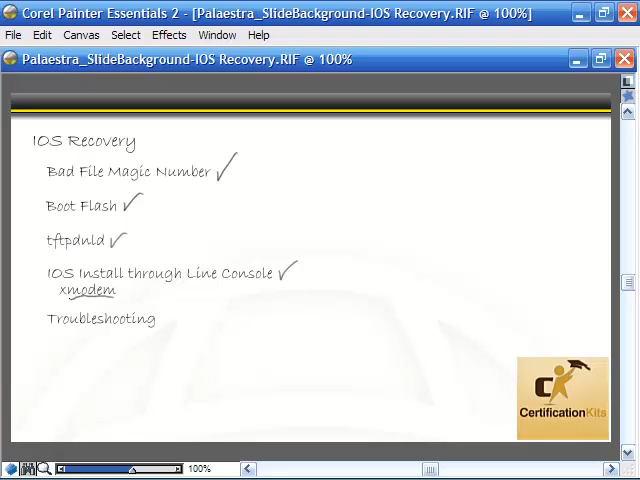 Corel Painter Essentials 2 - [Palaestra_SlideBackground-IOS Recovery.RIF @ 100%]
File Edit Canvas Select Effects Window Help
Palaestra_SlideBackground-IOS Recovery.RIF @ 100%
IOS Recovery
Bad File Magic Number
Boot Flash
tftpdnld
IOS Install through Line Console
xmodem
Troubleshooting
CK
CertificationKits
100%